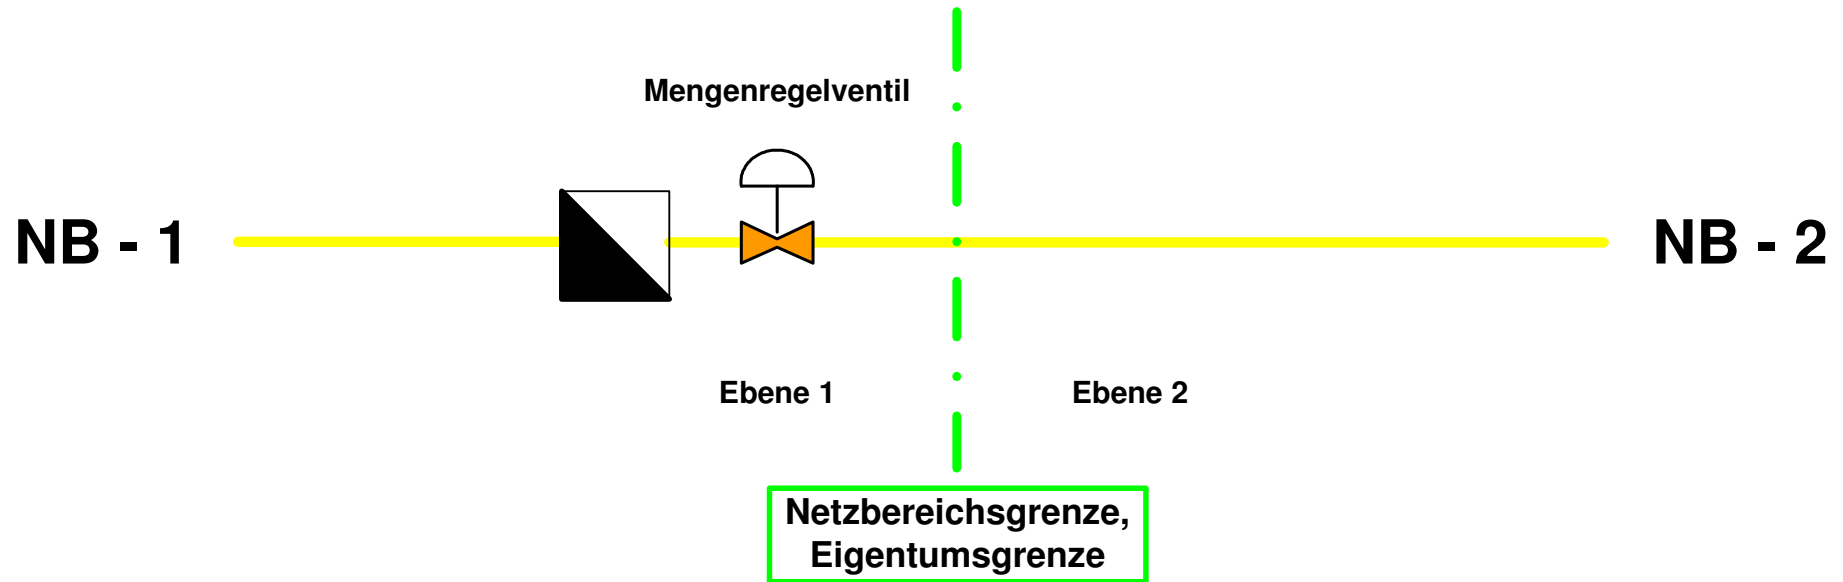 Mengenregelventil
NB - 1
NB - 2
Ebene 1
Ebene 2
Netzbereichsgrenze,
Eigentumsgrenze